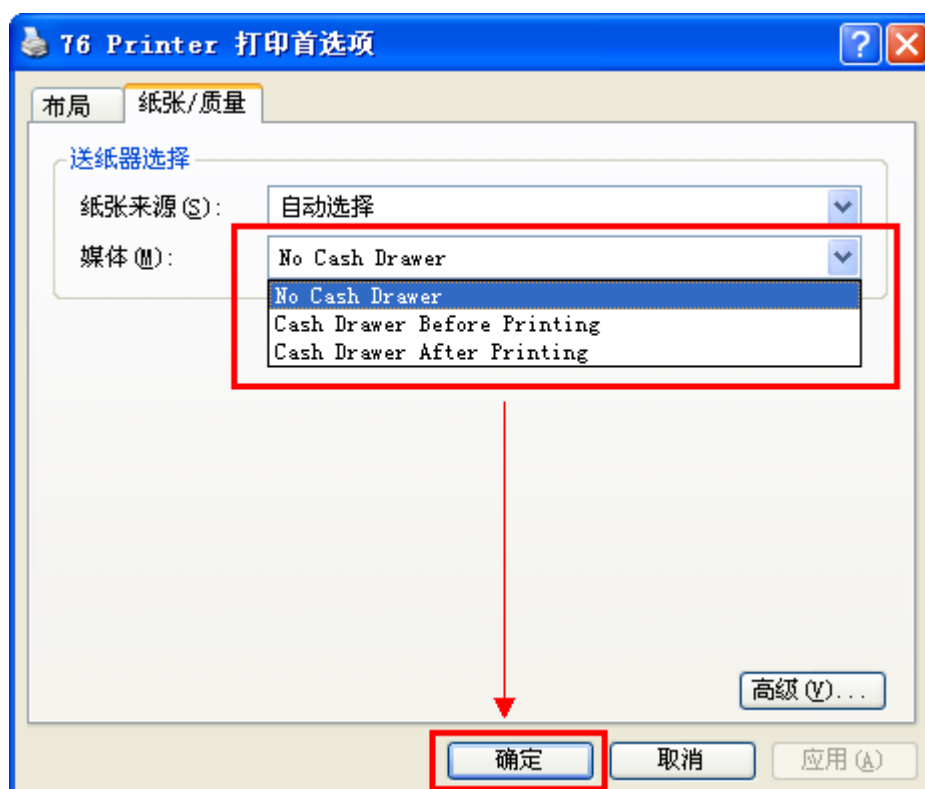 76 Printer 打印首选项
布局 纸张/质量
送纸器选择
纸张来源(S): 自动选择
媒体(M): No Cash Drawer
No Cash Drawer
Cash Drawer Before Printing
Cash Drawer After Printing
高级(V)...
确定 取消 应用(A)